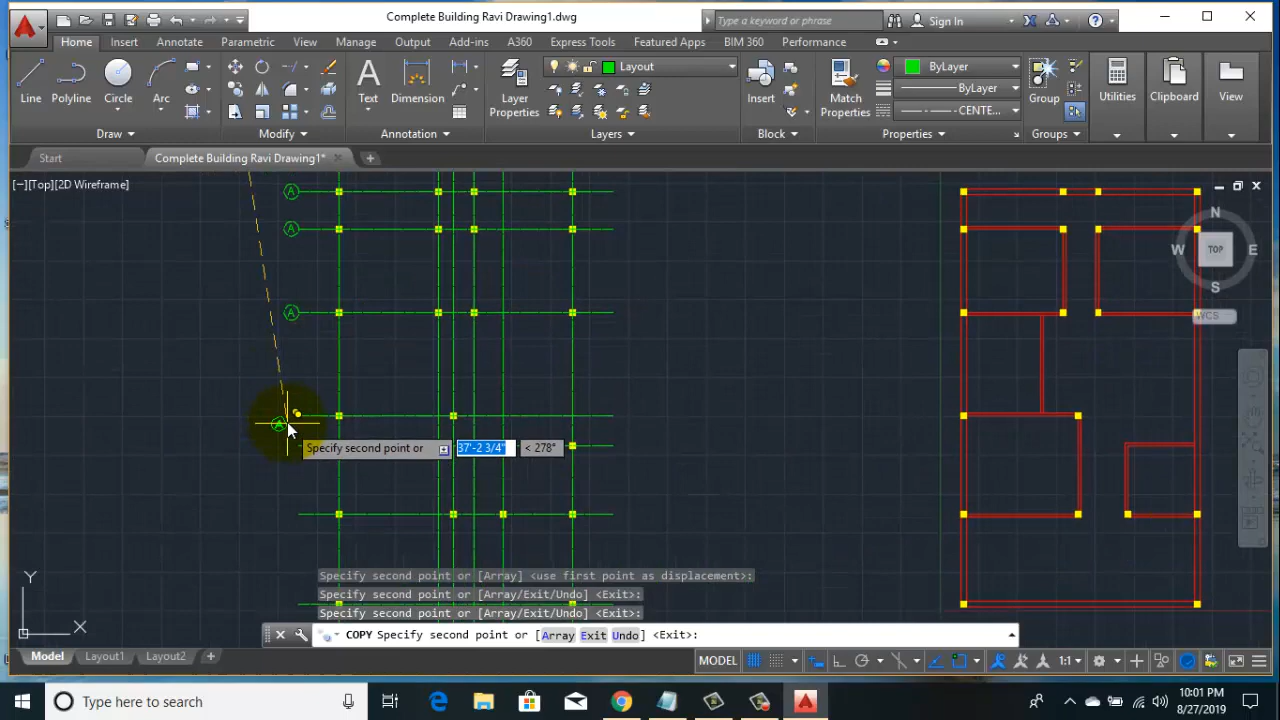 Complete Building Ravi Drawing1.dwg
Type a keyword or phrase
Sign In
Home Insert Annotate Parametric View Manage Output Add-ins A360 Express Tools Featured Apps BIM 360 Performance
Layout
ByLayer
ByLayer
CENTE...
Line Polyline Circle Arc
Text Dimension
Layer
Properties
Insert
Match
Properties
Group
Utilities Clipboard View
Draw Modify Annotation Layers Block Properties Groups
Start Complete Building Ravi Drawing1*
[−][Top][2D Wireframe]
A
A
A
A
N
W TOP E
S
WCS
Specify second point or 37'-2 3/4" < 278°
Y
X
Specify second point or [Array] <use first point as displacement>:
Specify second point or [Array/Exit/Undo] <Exit>:
Specify second point or [Array/Exit/Undo] <Exit>:
COPY Specify second point or [Array Exit Undo] <Exit>:
Model Layout1 Layout2
MODEL 1:1
Type here to search
10:01 PM
8/27/2019